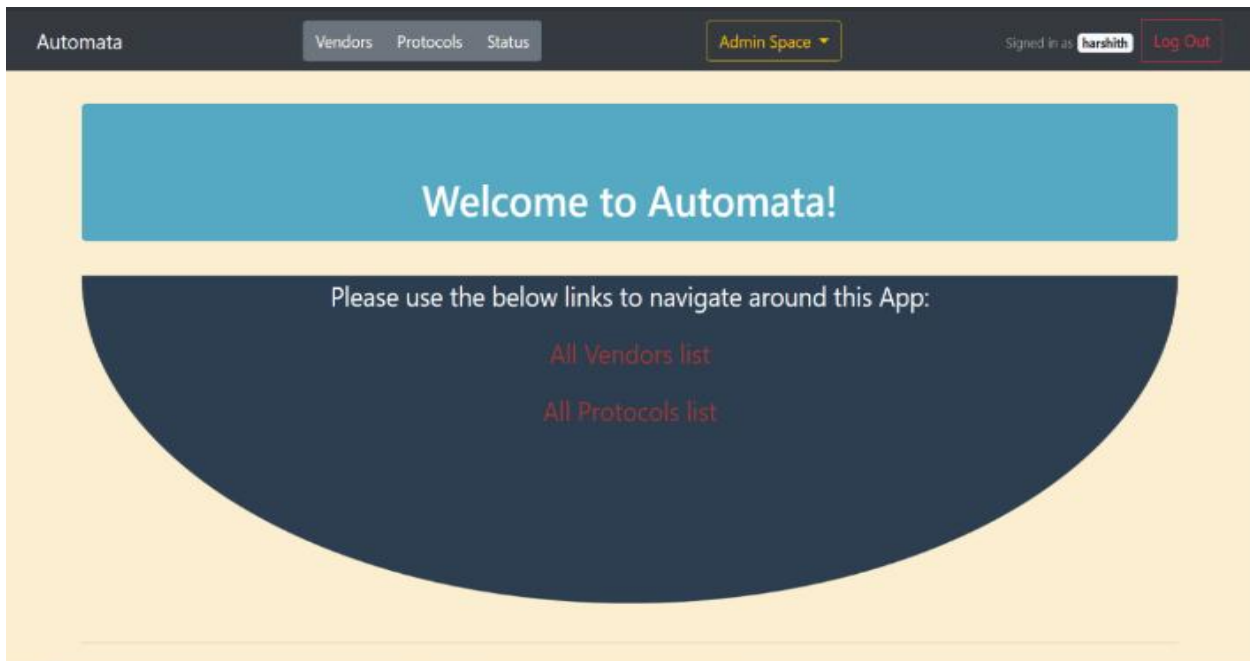 Automata
Vendors Protocols Status
Admin Space
Signed in as harshith
Log Out
Welcome to Automata!
Please use the below links to navigate around this App:
All Vendors list
All Protocols list